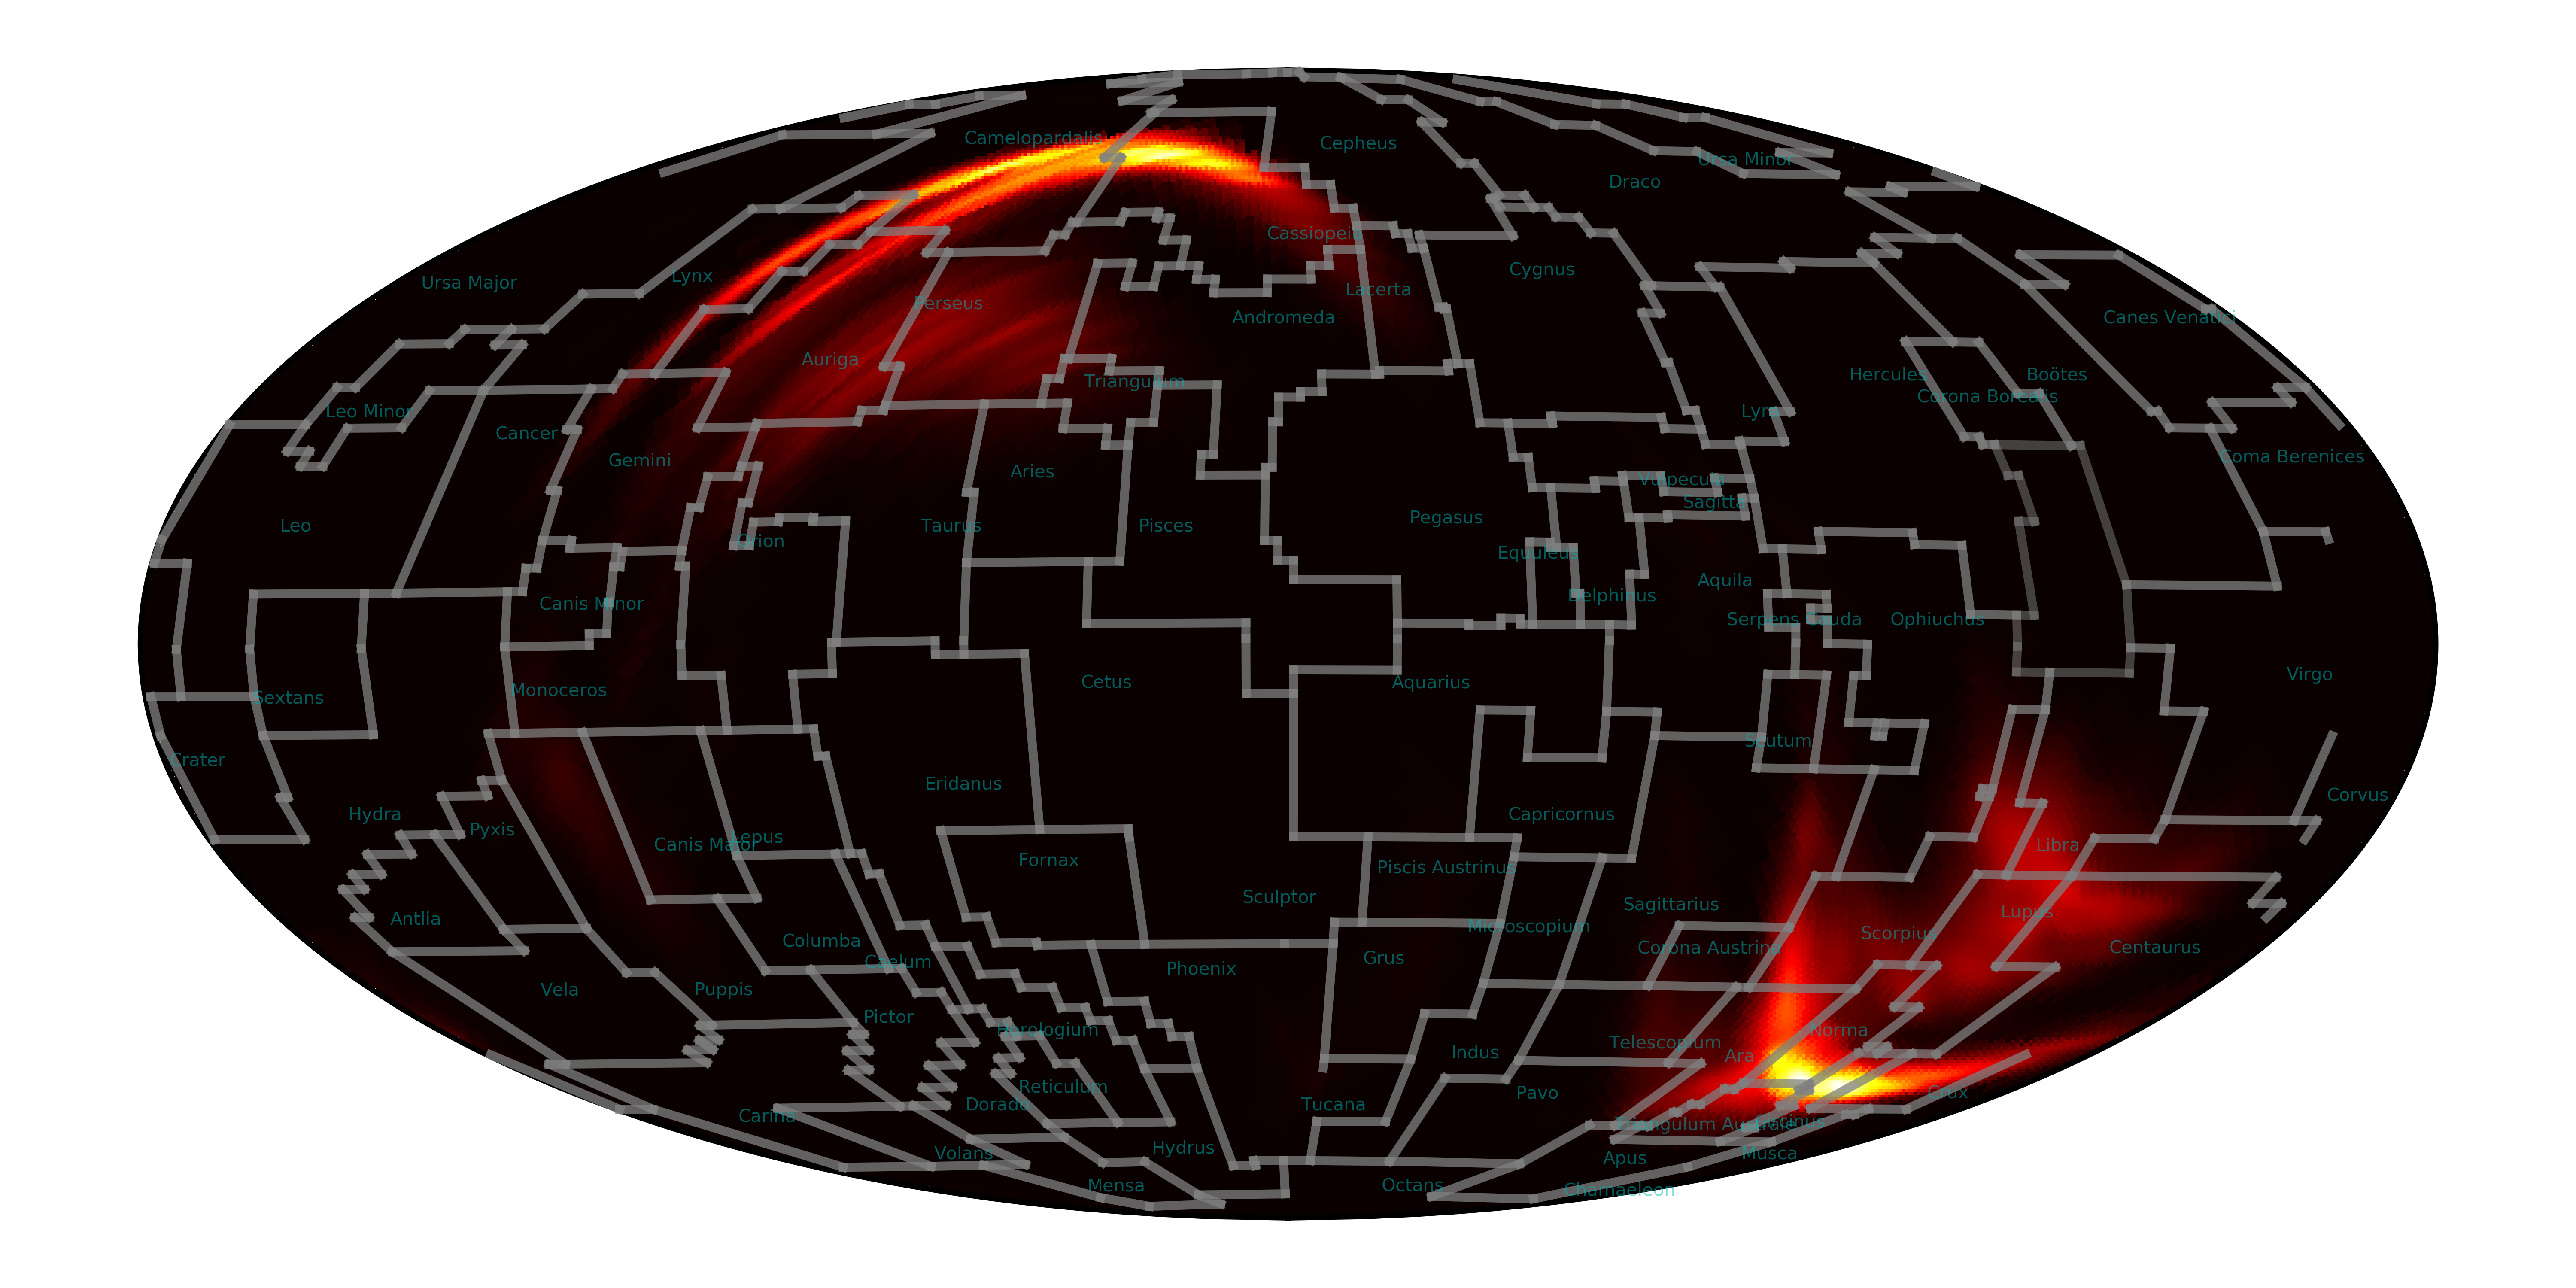 Camelopardalis
Cepheus
Ursa Minor
Draco
Cassiopeia
Cygnus
Lynx
Ursa Major
Lacerta
Perseus
Andromeda
Canes Venatici
Auriga
Hercules
Boötes
Triangulum
Corona Borealis
Leo Minor
Lyra
Cancer
Coma Berenices
Gemini
Aries
Vulpecula
Sagitta
Pegasus
Leo
Taurus
Pisces
Orion
Equuleus
Aquila
Delphinus
Canis Minor
Serpens Cauda
Ophiuchus
Virgo
Cetus
Aquarius
Monoceros
Sextans
Scutum
Crater
Eridanus
Corvus
Hydra
Capricornus
Pyxis
Lepus
Canis Major
Libra
Fornax
Piscis Austrinus
Sculptor
Sagittarius
Lupus
Antlia
Microscopium
Scorpius
Columba
Corona Austrina
Centaurus
Grus
Caelum
Phoenix
Vela
Puppis
Pictor
Horologium
Norma
Telescopium
Indus
Ara
Reticulum
Pavo
Crux
Dorado
Tucana
Carina
Triangulum Australe
Circinus
Hydrus
Volans
Musca
Apus
Mensa
Octans
Chamaeleon